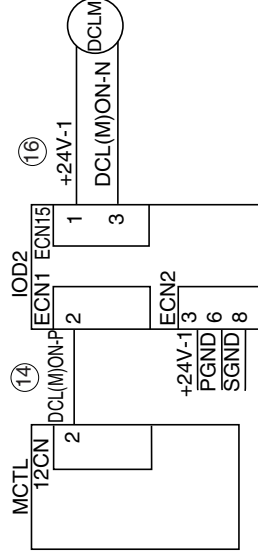 MCTL
12CN
2
14
DCL(M)ON-P
IOD2
ECN1
2
ECN15
1
3
16
+24V-1
DCL(M)ON-N
DCLM
ECN2
+24V-1
3
PGND
6
SGND
8